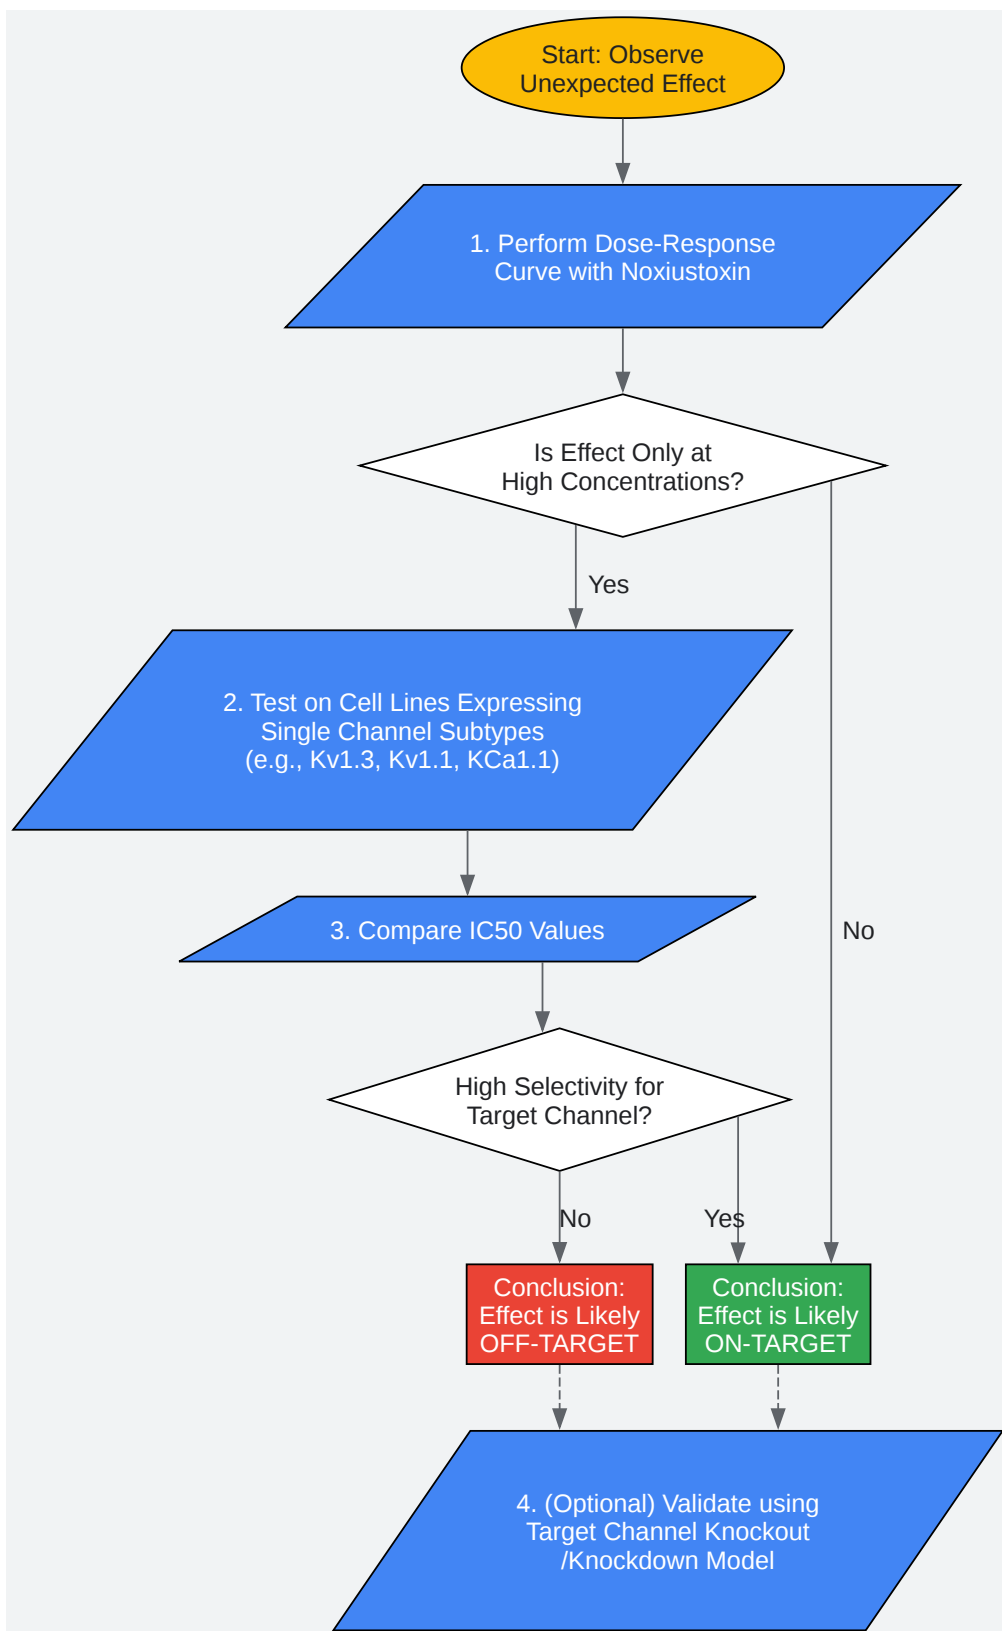 Start: Observe
Unexpected Effect
1. Perform Dose-Response
Curve with Noxiustoxin
Is Effect Only at
High Concentrations?
Yes
2. Test on Cell Lines Expressing
Single Channel Subtypes
(e.g., Kv1.3, Kv1.1, KCa1.1)
3. Compare IC50 Values
No
High Selectivity for
Target Channel?
No
Yes
Conclusion:
Effect is Likely
OFF-TARGET
Conclusion:
Effect is Likely
ON-TARGET
4. (Optional) Validate using
Target Channel Knockout
/Knockdown Model